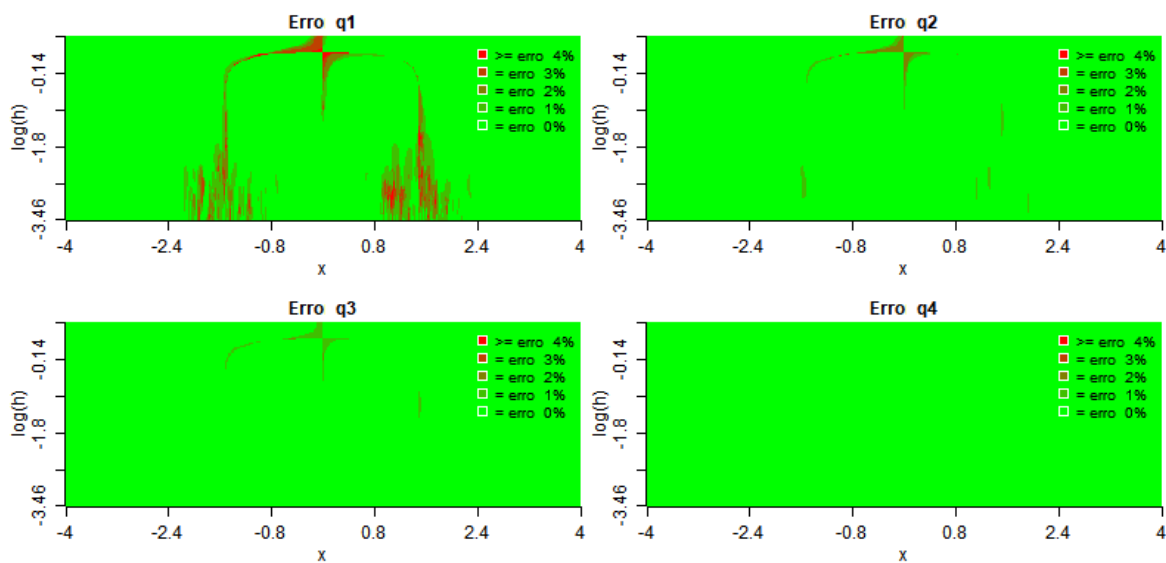 Erro q1
>= erro 4%
= erro 3%
= erro 2%
= erro 1%
= erro 0%
log(h)
-0.14
-1.8
-3.46
-4
-2.4
-0.8
0.8
2.4
4
x
Erro q2
>= erro 4%
= erro 3%
= erro 2%
= erro 1%
= erro 0%
log(h)
-0.14
-1.8
-3.46
-4
-2.4
-0.8
0.8
2.4
4
x
Erro q3
>= erro 4%
= erro 3%
= erro 2%
= erro 1%
= erro 0%
log(h)
-0.14
-1.8
-3.46
-4
-2.4
-0.8
0.8
2.4
4
x
Erro q4
>= erro 4%
= erro 3%
= erro 2%
= erro 1%
= erro 0%
log(h)
-0.14
-1.8
-3.46
-4
-2.4
-0.8
0.8
2.4
4
x